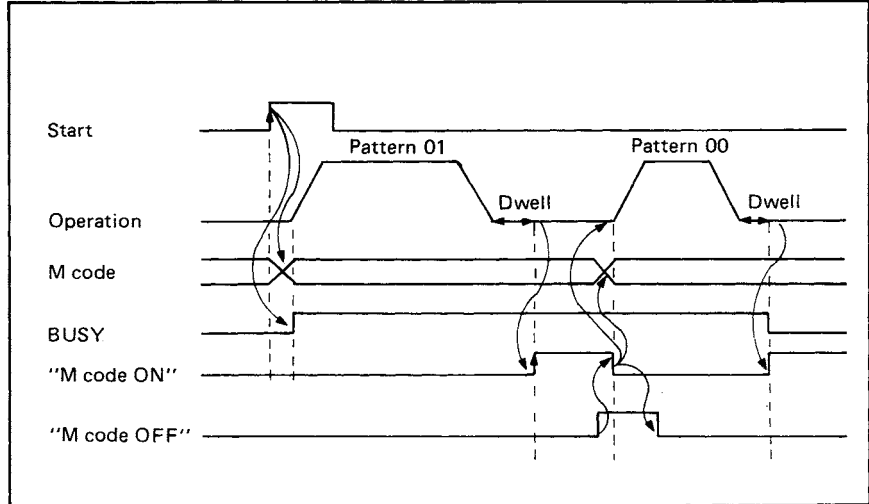 Start
Pattern 01
Pattern 00
Dwell
Dwell
Operation
M code
BUSY
"M code ON"
"M code OFF"